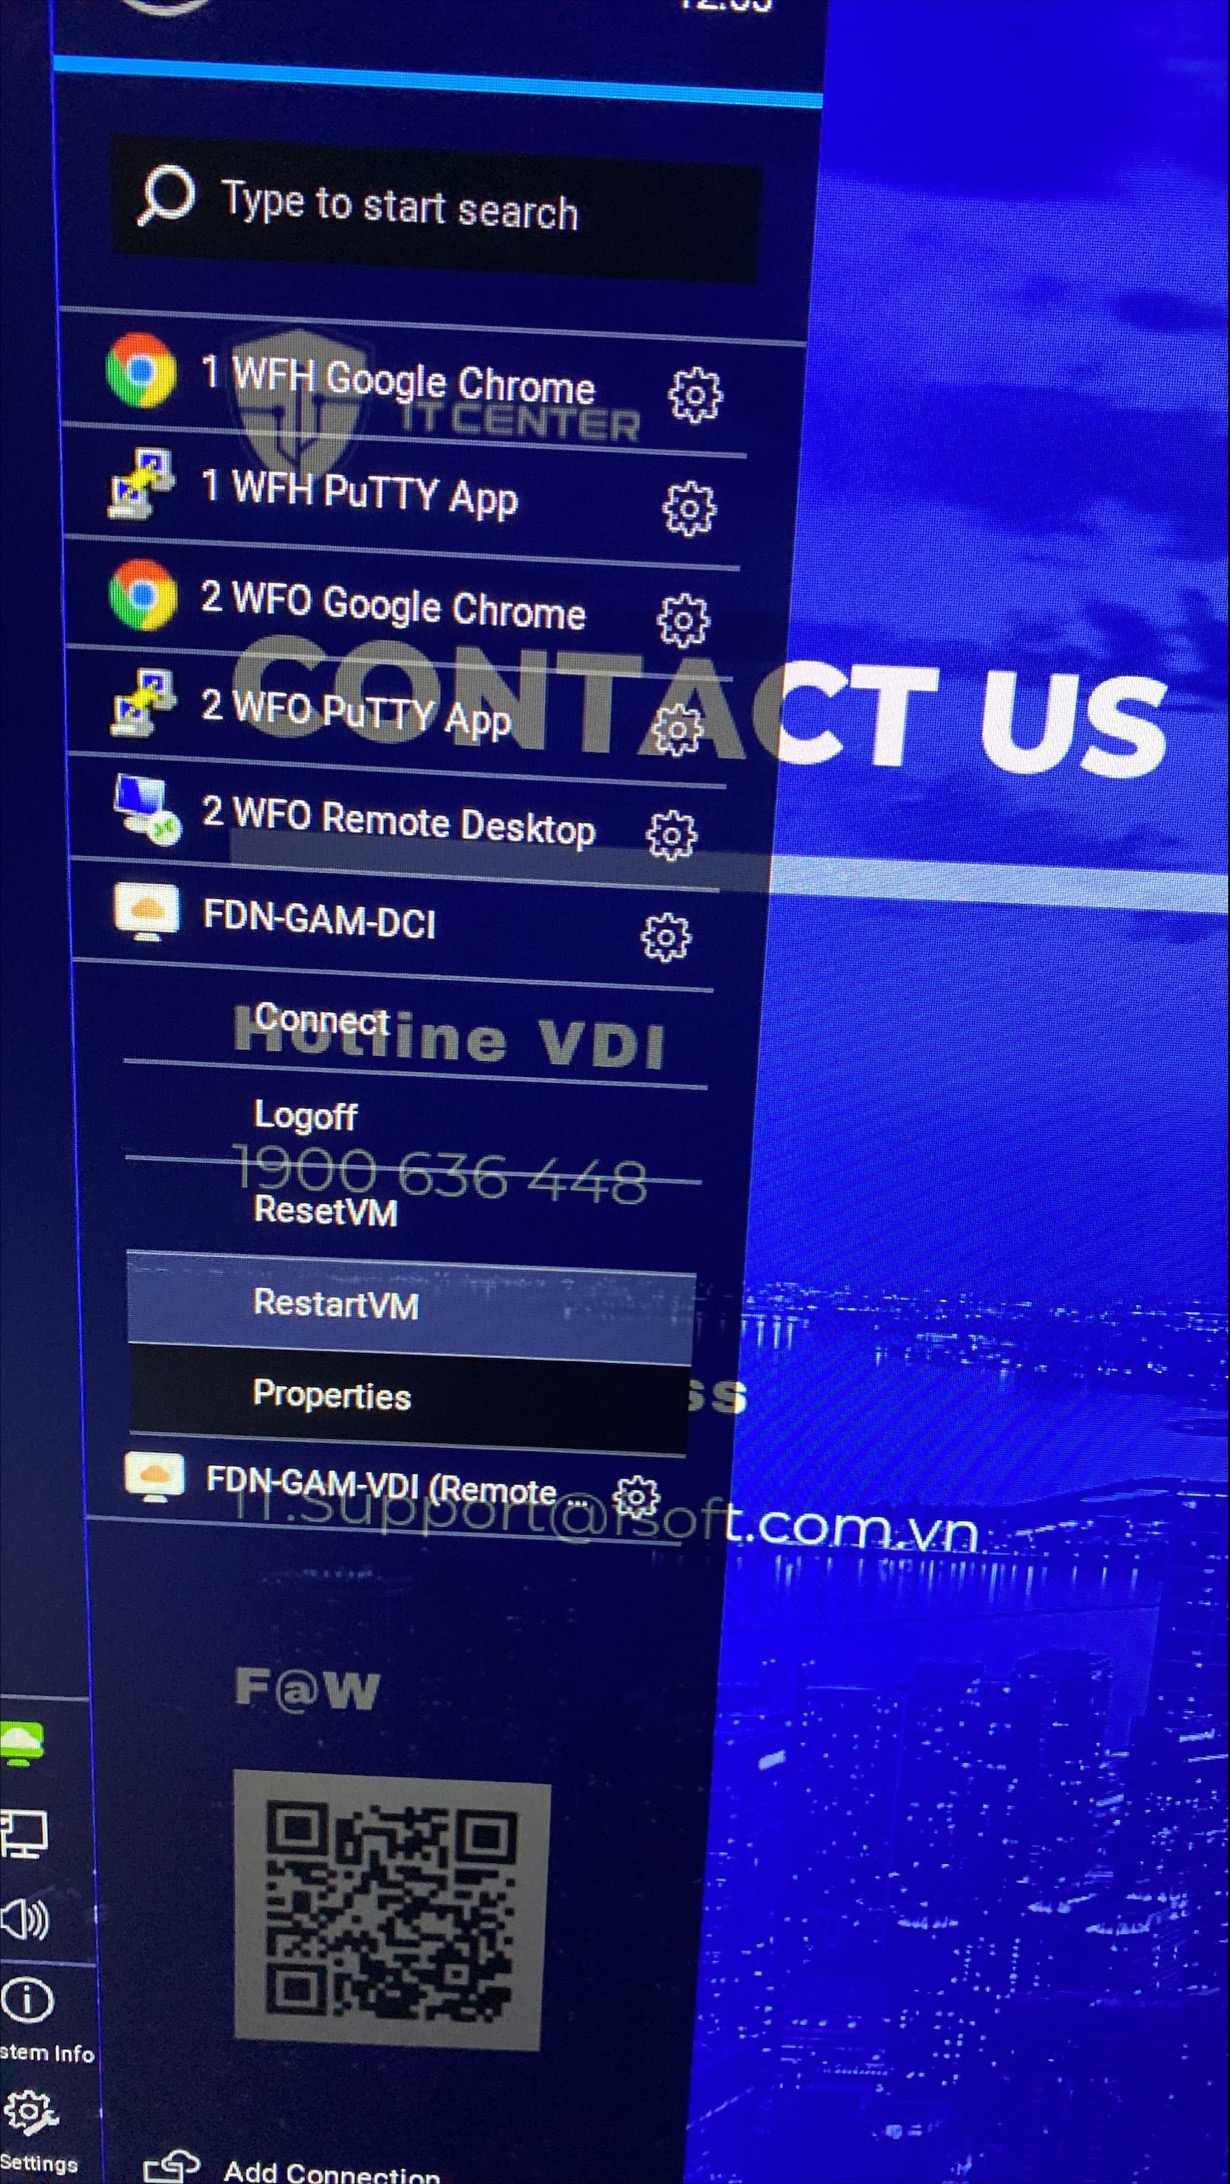 Type to start search
1 WFH Google Chrome
IT CENTER
1 WFH PuTTY App
2 WFO Google Chrome
CONTACT US
2 WFO PuTTY App
2 WFO Remote Desktop
FDN-GAM-DCI
Connect
Hotline VDI
Logoff
1900 636 448
ResetVM
RestartVM
Properties
ss
FDN-GAM-VDI (Remote ...
IT.Support@fsoft.com.vn
F@W
stem Info
Settings
Add Connection